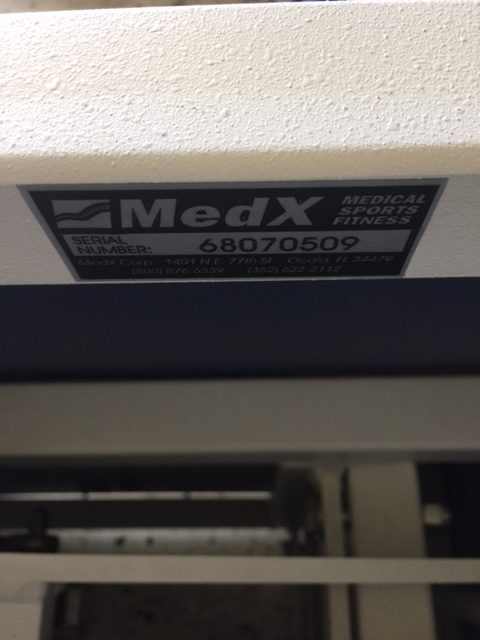 MedX
MEDICAL
SPORTS
FITNESS
SERIAL
NUMBER:
68070509
MedX Corp. 1401 N.E. 77th St. Ocala, FL 34479
(800) 876-6339 (352) 622-2112